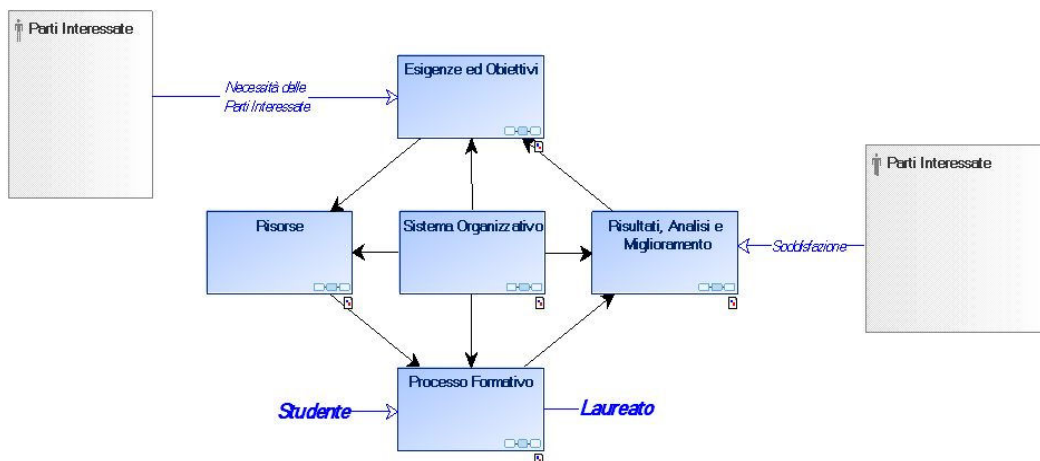 Parti Interessate
Esigenze ed Obiettivi
Necessità delle
Parti Interessate
Parti Interessate
Risorse
Sistema Organizzativo
Risultati, Analisi e
Miglioramento
Soddisfazione
Processo Formativo
Studente
Laureato